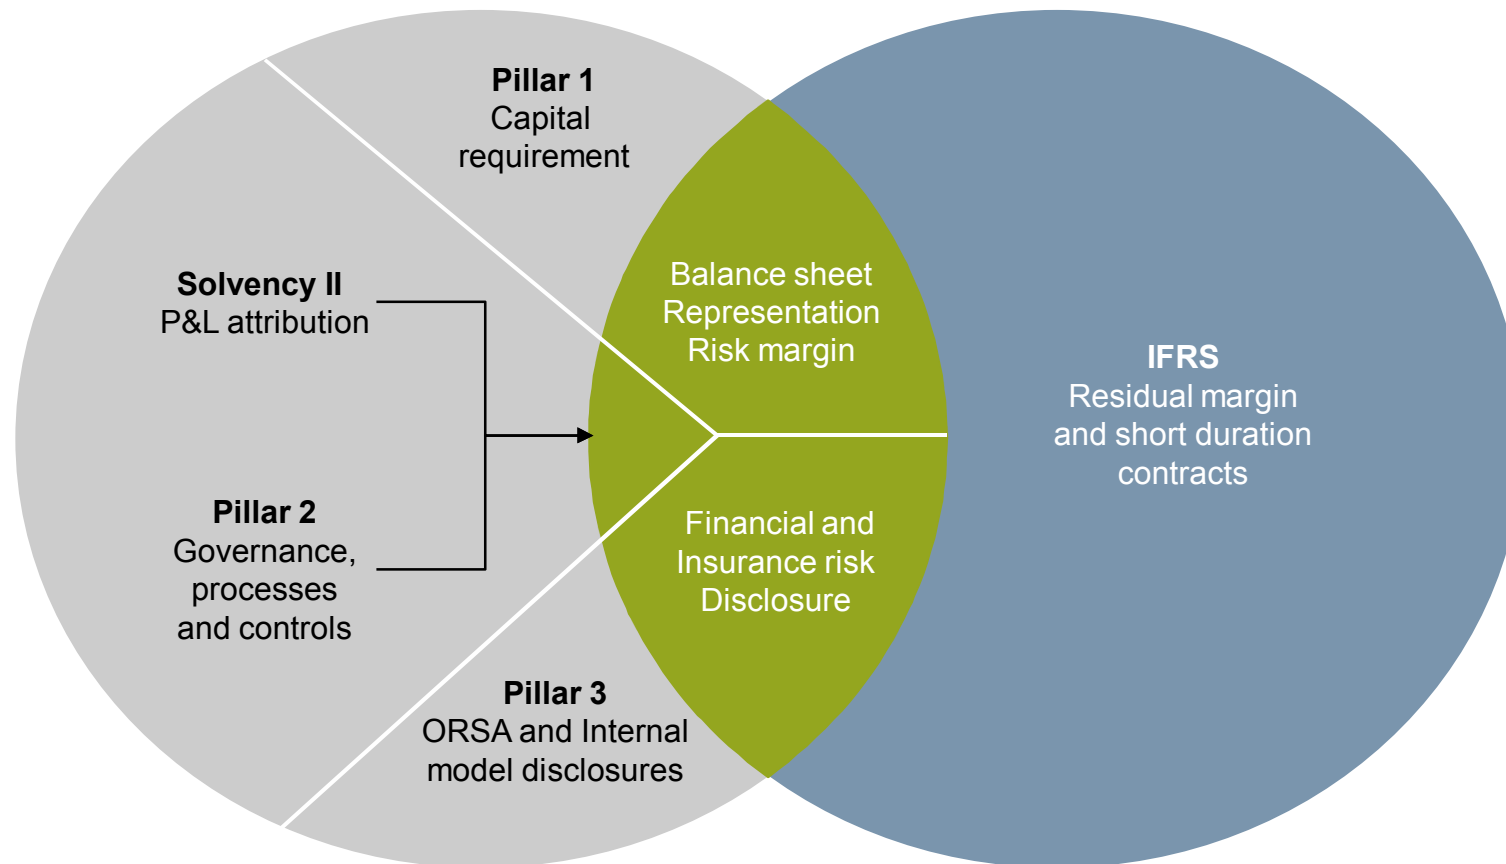 Pillar 1
Capital
requirement
Solvency II
P&L attribution
Pillar 2
Governance,
processes
and controls
Pillar 3
ORSA and Internal
model disclosures
Balance sheet
Representation
Risk margin
Financial and
Insurance risk
Disclosure
IFRS
Residual margin
and short duration
contracts